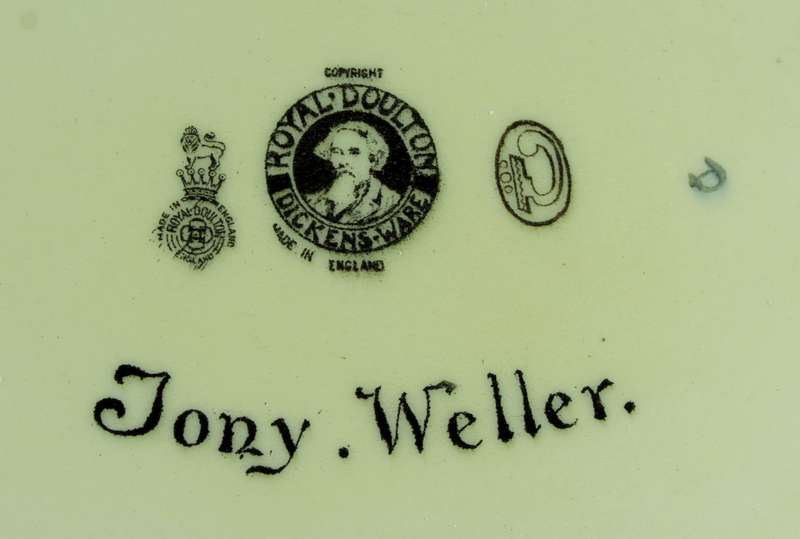 COPYRIGHT
ROYAL·DOULTON
DICKENS·WARE
MADE IN
ENGLAND
MADE IN ENGLAND
ROYAL·DOULTON
ENGLAND
Tony . Weller.